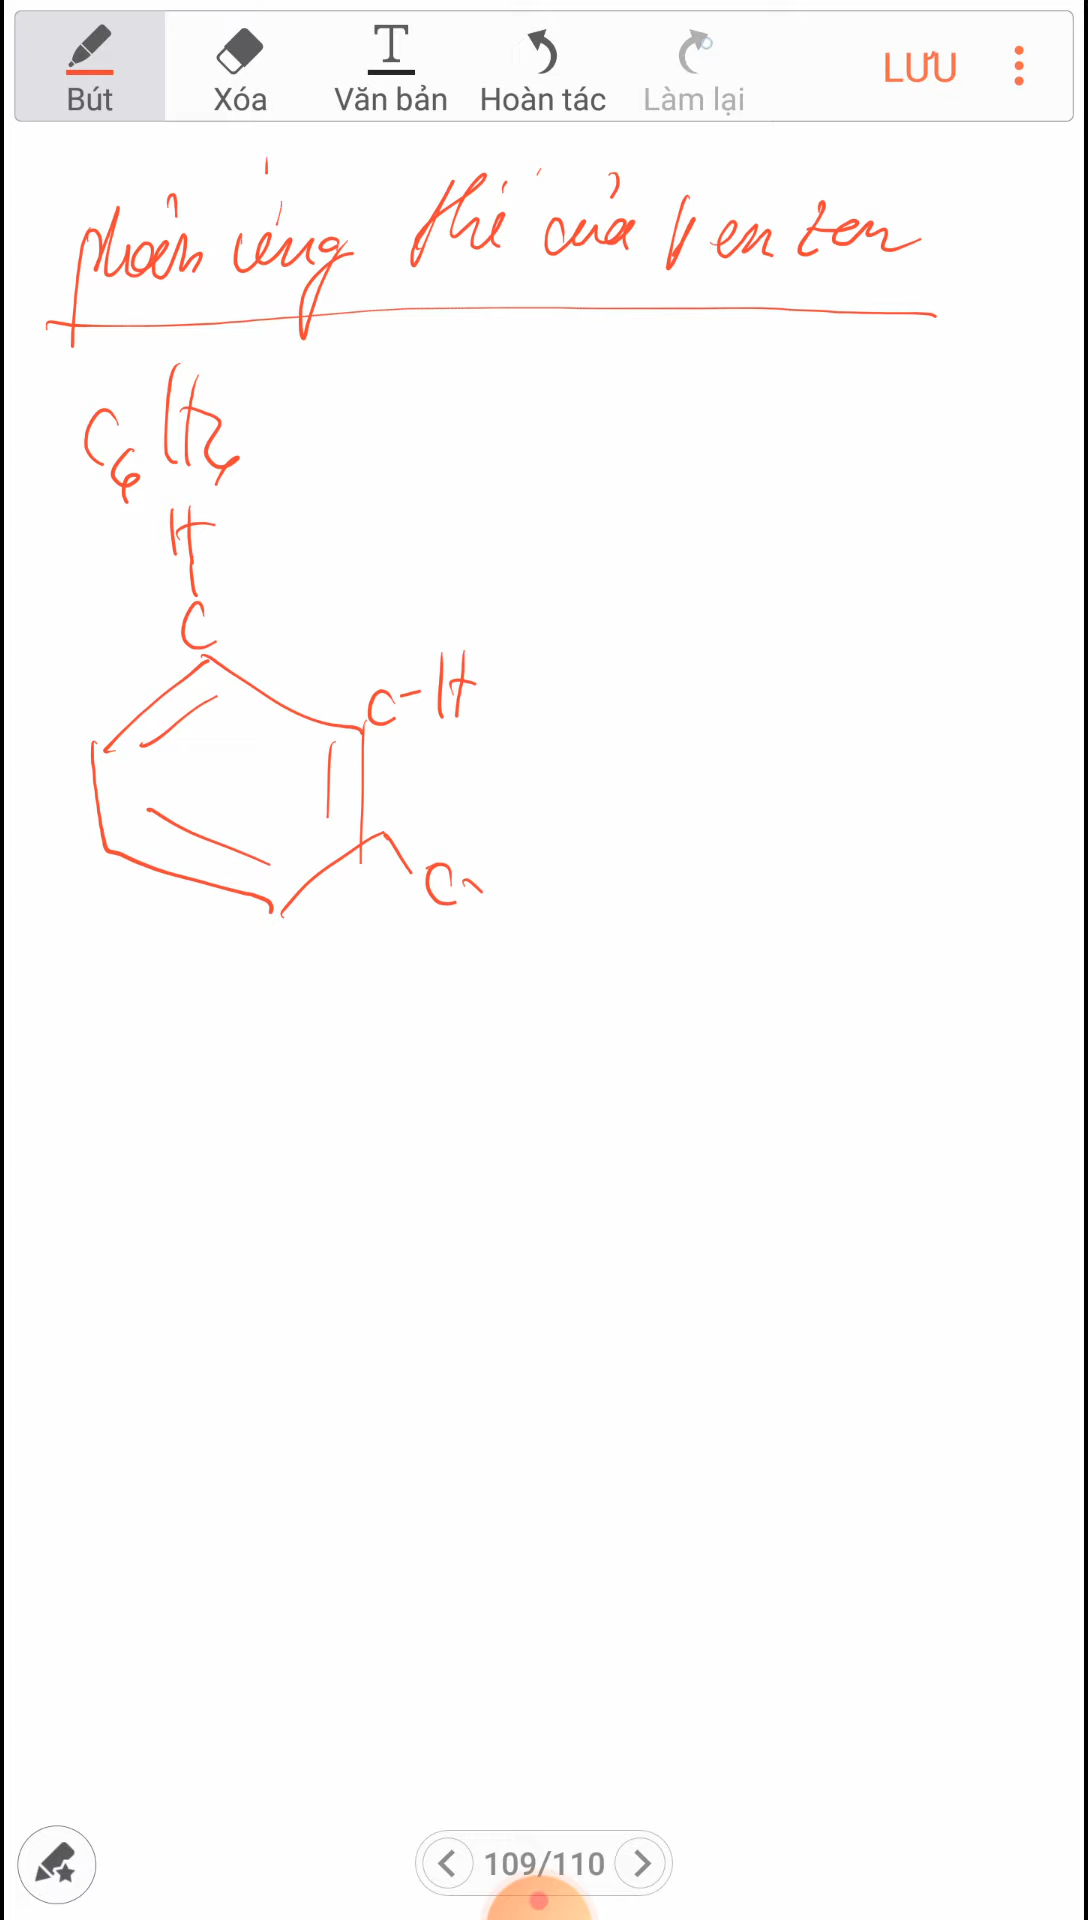 Bút Xóa Văn bản Hoàn tác Làm lại LƯU
phản ứng thế của benzen
C6H6
H
C
C-H
C
109/110